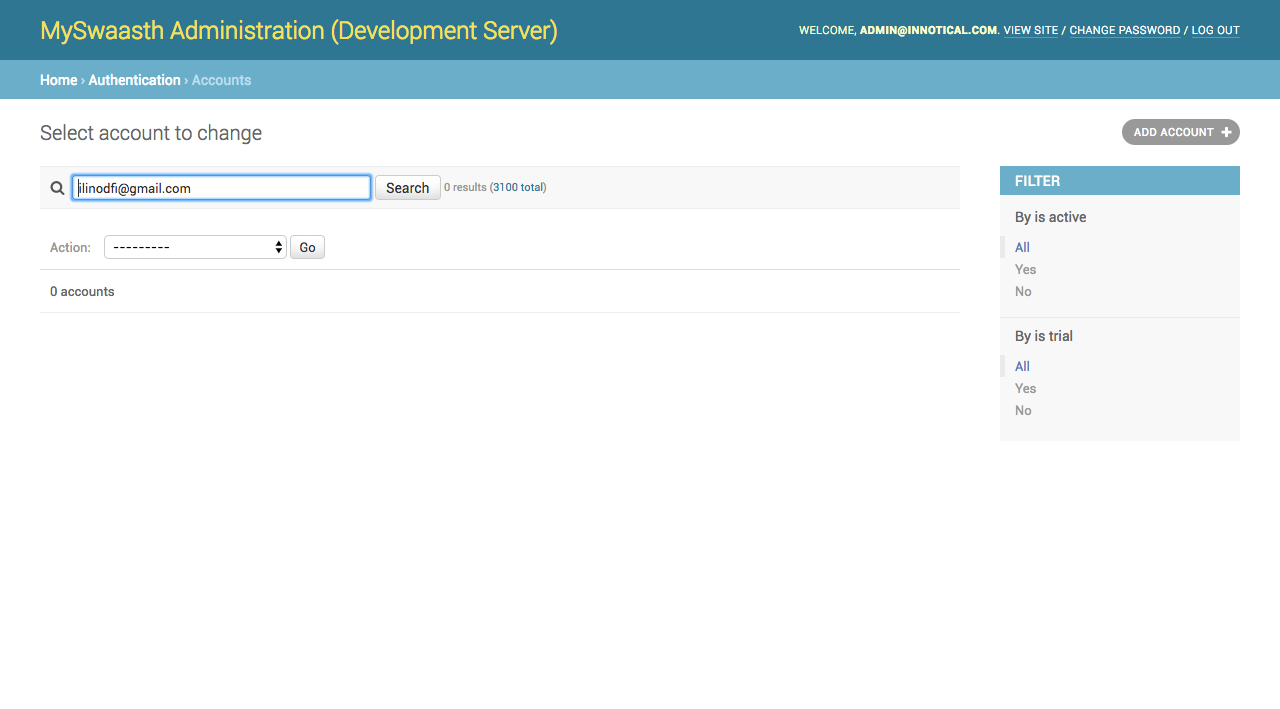 MySwaasth Administration (Development Server)
WELCOME, ADMIN@INNOTICAL.COM. VIEW SITE / CHANGE PASSWORD / LOG OUT
Home › Authentication › Accounts
Select account to change
ADD ACCOUNT +
ilinodfi@gmail.com
Search
0 results (3100 total)
Action:
---------
Go
0 accounts
FILTER
By is active
All
Yes
No
By is trial
All
Yes
No